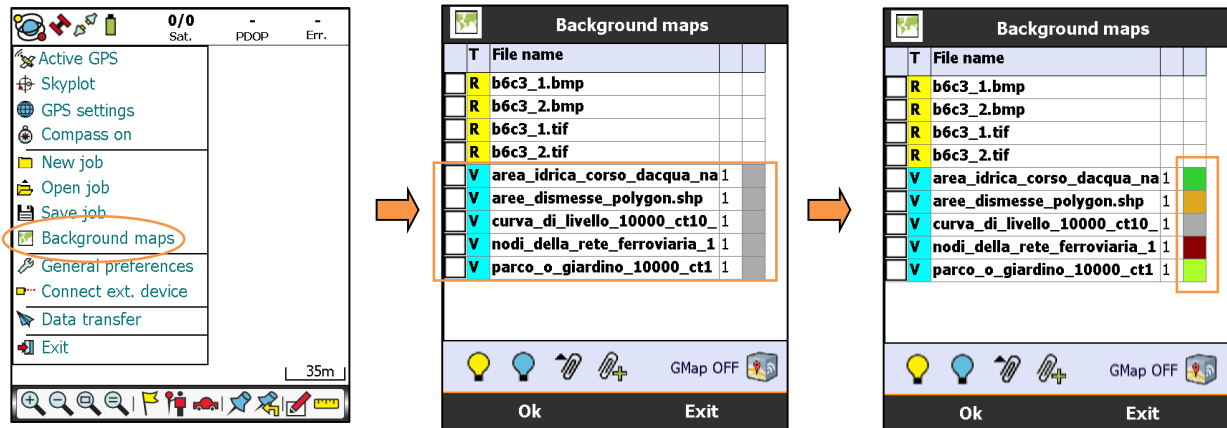 0/0 - -
Sat. PDOP Err.
Active GPS
Skyplot
GPS settings
Compass on
New job
Open job
Save job
Background maps
General preferences
Connect ext. device
Data transfer
Exit
35m
Background maps
T File name
R b6c3_1.bmp
R b6c3_2.bmp
R b6c3_1.tif
R b6c3_2.tif
V area_idrica_corso_dacqua_na 1
V aree_dismesse_polygon.shp 1
V curva_di_livello_10000_ct10_ 1
V nodi_della_rete_ferroviaria_1 1
V parco_o_giardino_10000_ct1 1
GMap OFF
Ok Exit
Background maps
T File name
R b6c3_1.bmp
R b6c3_2.bmp
R b6c3_1.tif
R b6c3_2.tif
V area_idrica_corso_dacqua_na 1
V aree_dismesse_polygon.shp 1
V curva_di_livello_10000_ct10_ 1
V nodi_della_rete_ferroviaria_1 1
V parco_o_giardino_10000_ct1 1
GMap OFF
Ok Exit